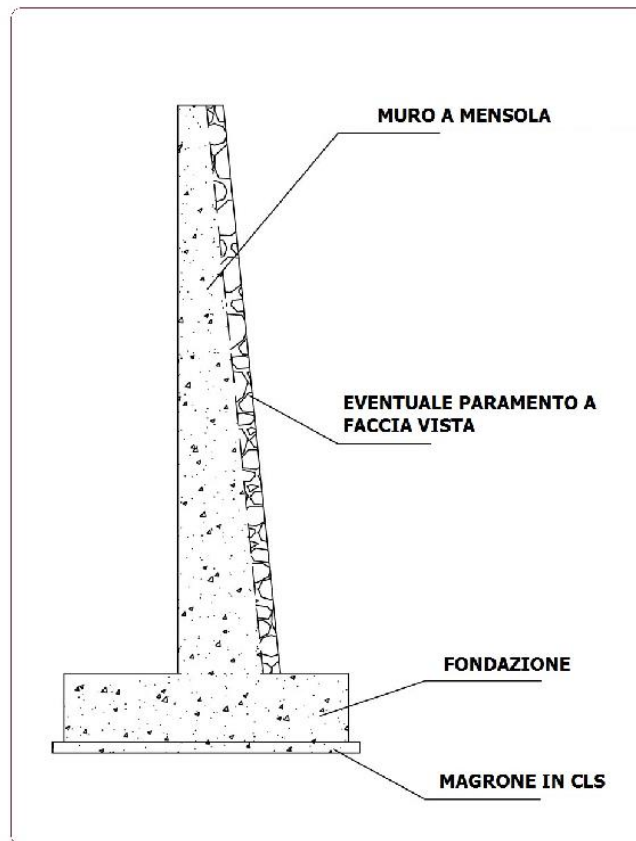 MURO A MENSOLA
EVENTUALE PARAMENTO A
FACCIA VISTA
FONDAZIONE
MAGRONE IN CLS